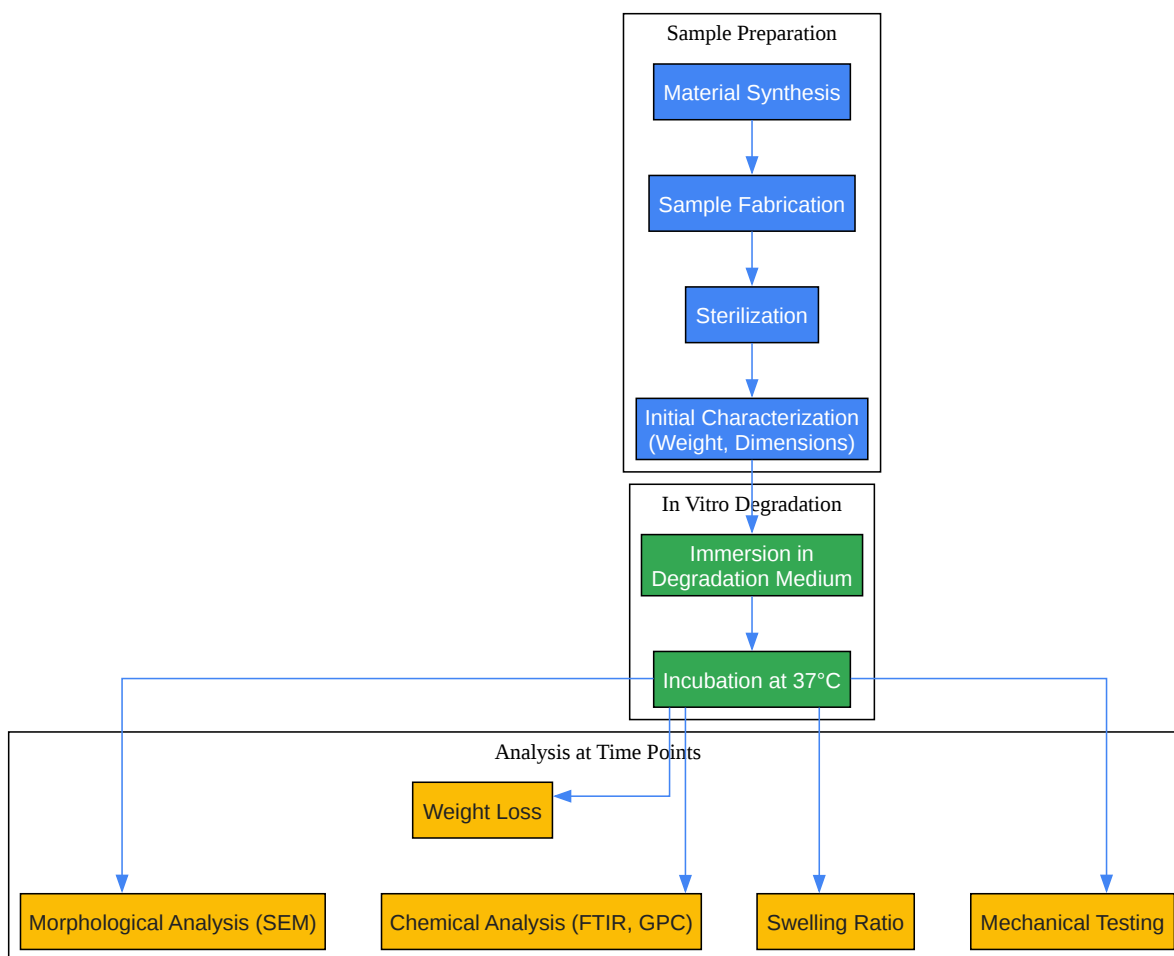 Sample Preparation
Material Synthesis
Sample Fabrication
Sterilization
Initial Characterization
(Weight, Dimensions)
In Vitro Degradation
Immersion in
Degradation Medium
Incubation at 37°C
Analysis at Time Points
Weight Loss
Morphological Analysis (SEM)
Chemical Analysis (FTIR, GPC)
Swelling Ratio
Mechanical Testing